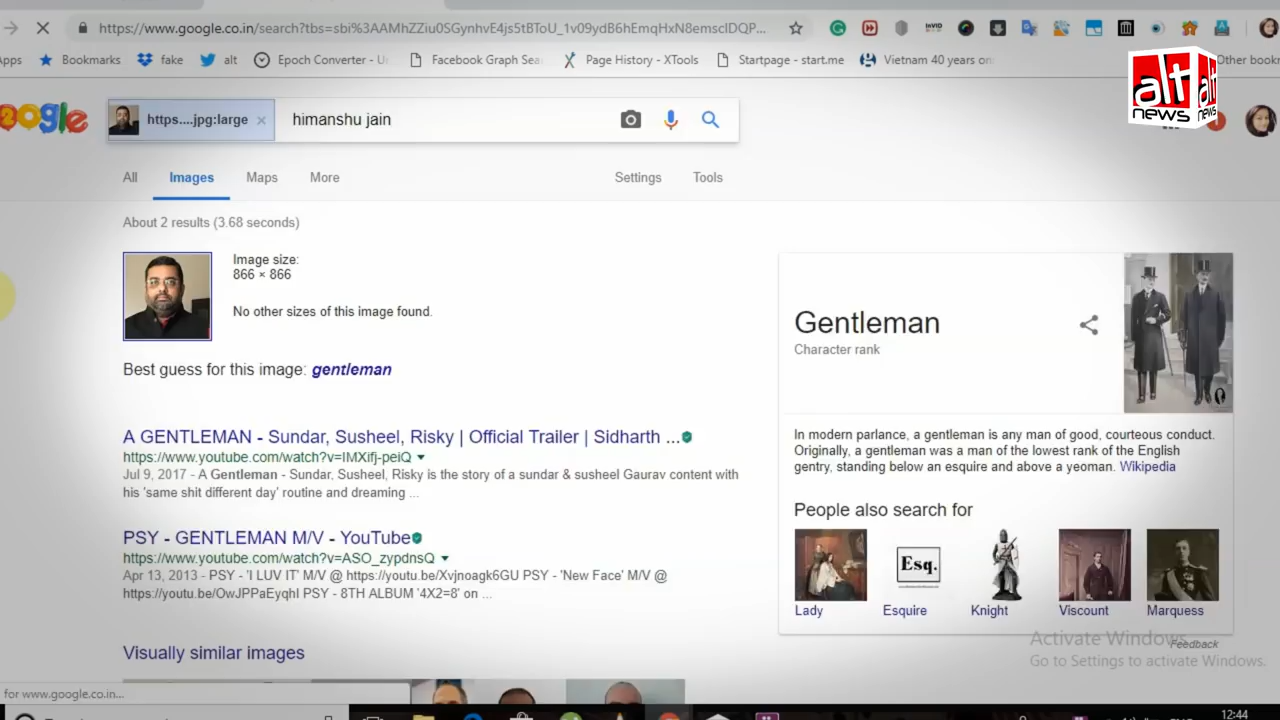 https://www.google.co.in/search?tbs=sbi%3AAMhZZiu0SGynhvE4js5tBToU_1v09ydB6hEmqHxN8emscIDQP...
Apps
Bookmarks
fake
alt
Epoch Converter - Un
Facebook Graph Sea
Page History - XTools
Startpage - start.me
Vietnam 40 years on
Other book
alt
news
alt
news
https....jpg:large
himanshu jain
All
Images
Maps
More
Settings
Tools
About 2 results (3.68 seconds)
Image size:
866 × 866
No other sizes of this image found.
Best guess for this image: gentleman
A GENTLEMAN - Sundar, Susheel, Risky | Official Trailer | Sidharth ...
https://www.youtube.com/watch?v=IMXifj-peiQ
Jul 9, 2017 - A Gentleman - Sundar, Susheel, Risky is the story of a sundar & susheel Gaurav content with
his 'same shit different day' routine and dreaming ...
PSY - GENTLEMAN M/V - YouTube
https://www.youtube.com/watch?v=ASO_zypdnsQ
Apr 13, 2013 - PSY - 'I LUV IT' M/V @ https://youtu.be/Xvjnoagk6GU PSY - 'New Face' M/V @
https://youtu.be/OwJPPaEyqhI PSY - 8TH ALBUM '4X2=8' on ...
Visually similar images
Gentleman
Character rank
In modern parlance, a gentleman is any man of good, courteous conduct.
Originally, a gentleman was a man of the lowest rank of the English
gentry, standing below an esquire and above a yeoman. Wikipedia
People also search for
Esq.
Lady
Esquire
Knight
Viscount
Marquess
Feedback
Activate Windows
Go to Settings to activate Windows.
for www.google.co.in...
12:44